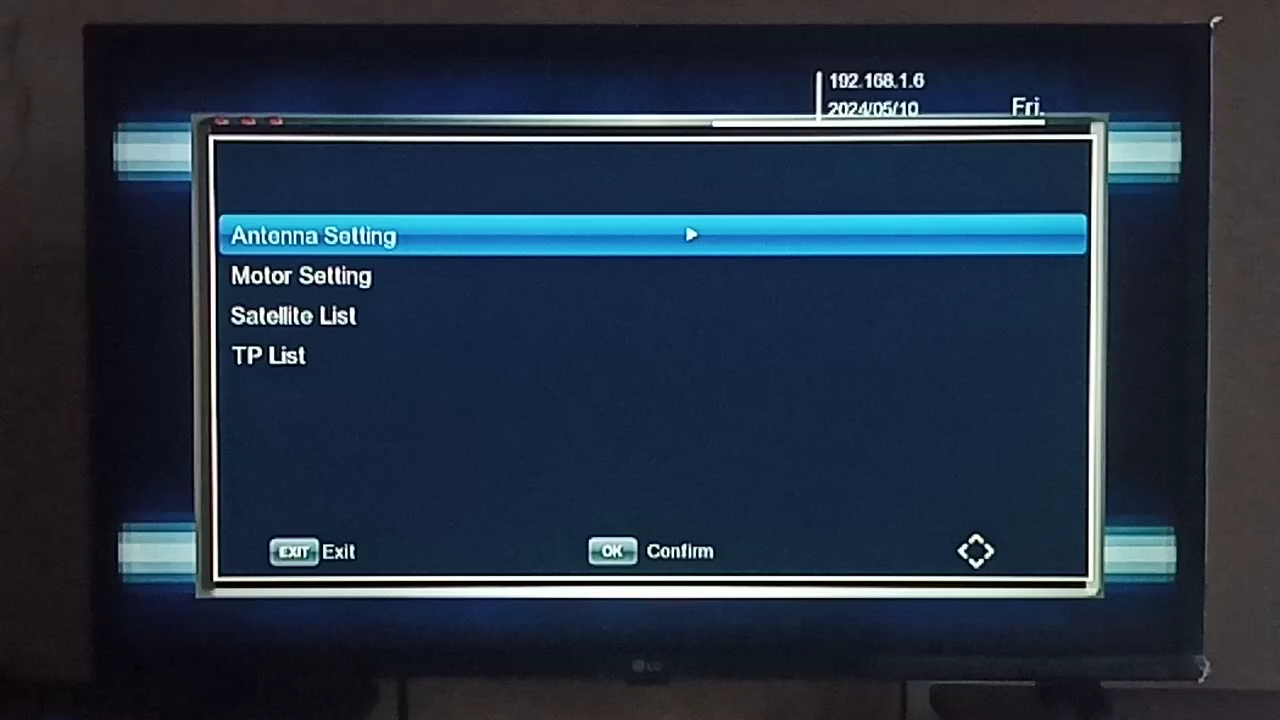 192.168.1.6
2024/05/10 Fri.
Antenna Setting
Motor Setting
Satellite List
TP List
EXIT Exit OK Confirm
LG